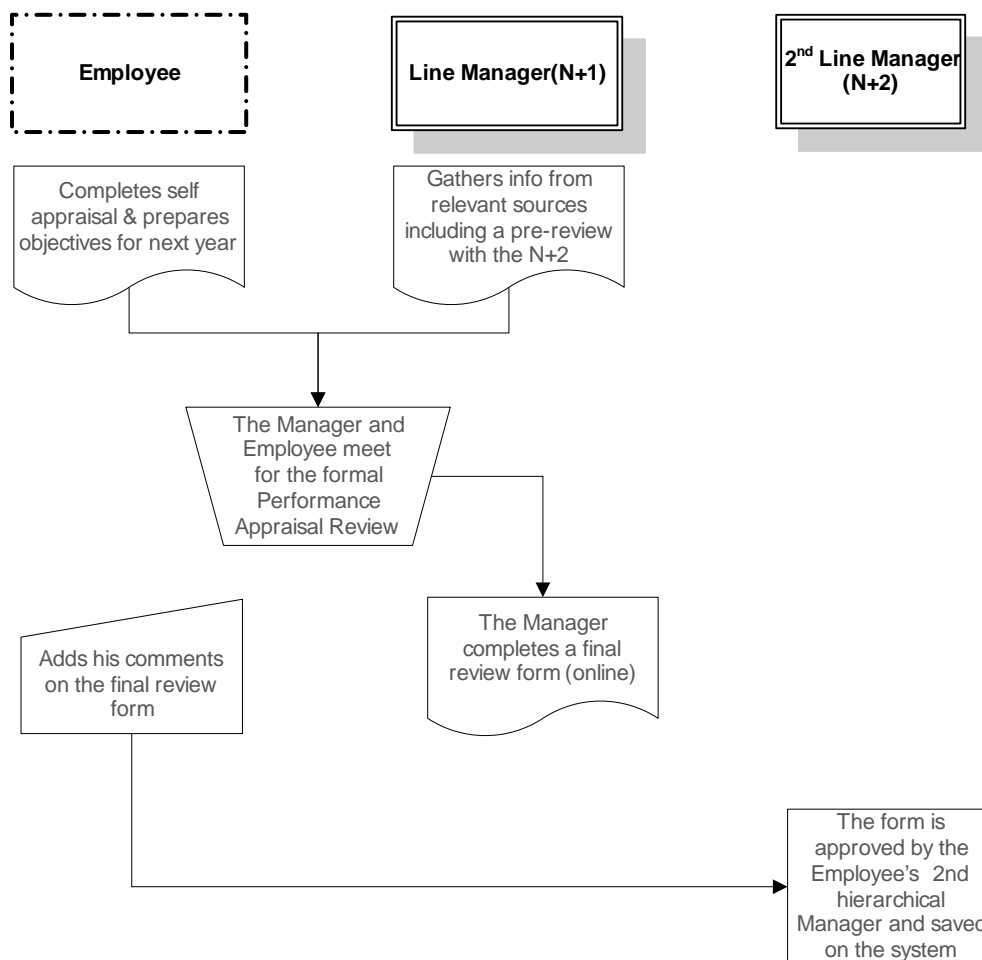 Employee
Line Manager(N+1)
2nd Line Manager
(N+2)
Completes self
appraisal & prepares
objectives for next year
Gathers info from
relevant sources
including a pre-review
with the N+2
The Manager and
Employee meet
for the formal
Performance
Appraisal Review
The Manager
completes a final
review form (online)
Adds his comments
on the final review
form
The form is
approved by the
Employee's 2nd
hierarchical
Manager and saved
on the system